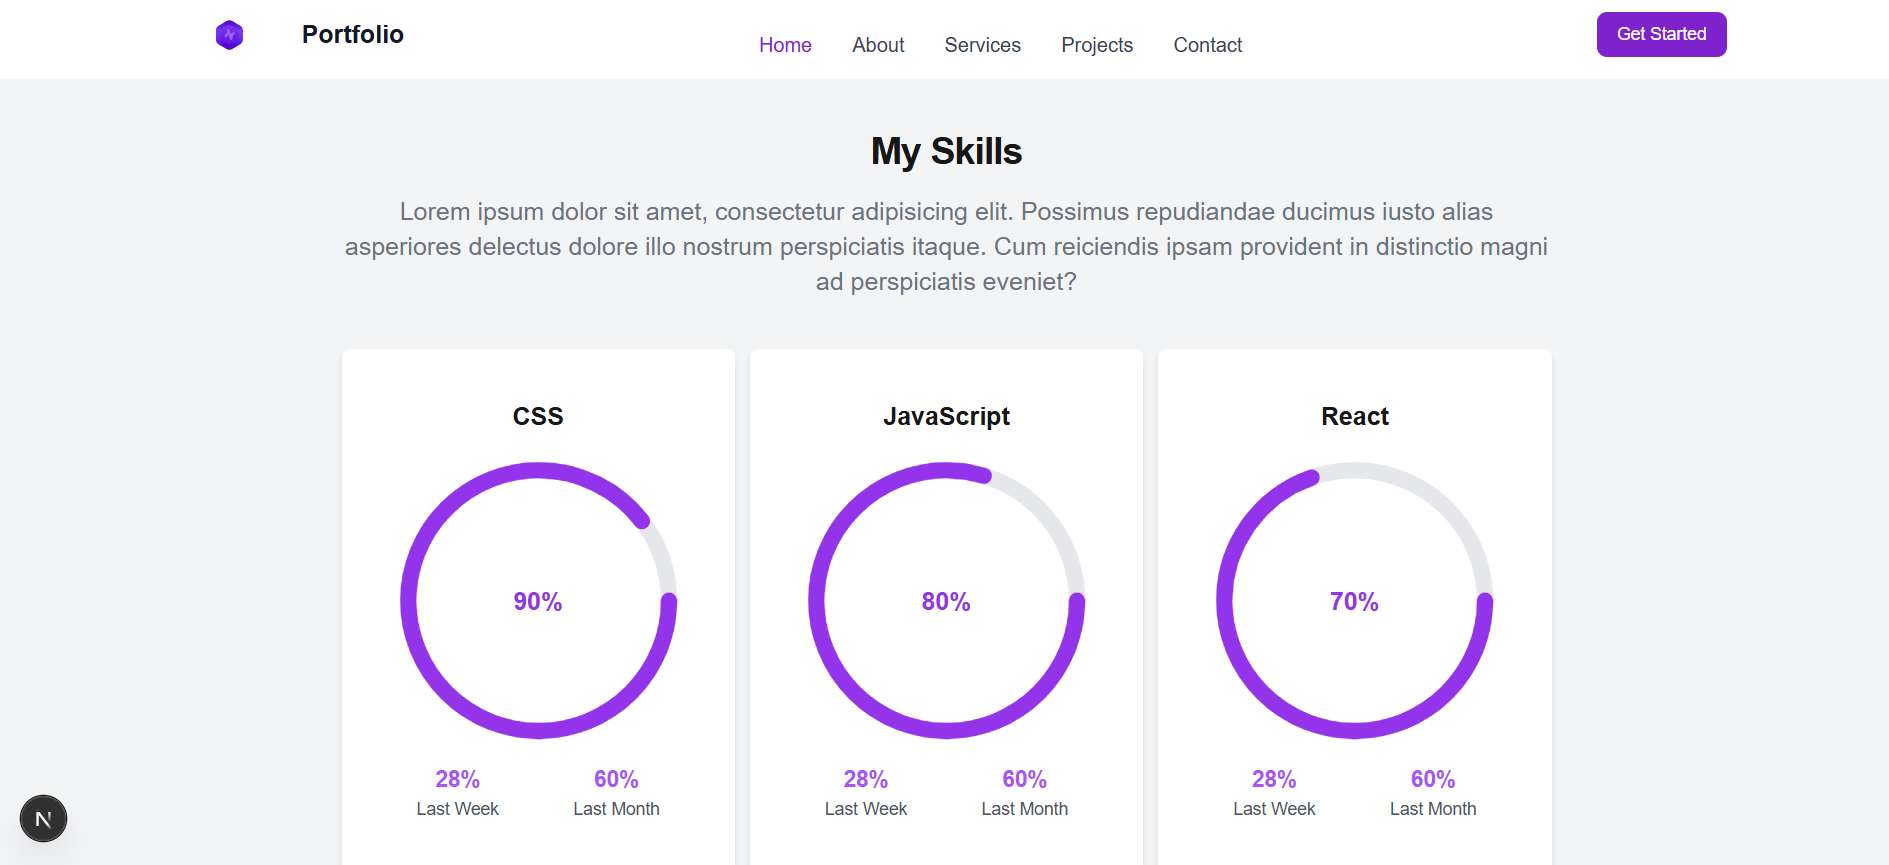 Portfolio
Home About Services Projects Contact
Get Started
My Skills
Lorem ipsum dolor sit amet, consectetur adipisicing elit. Possimus repudiandae ducimus iusto alias
asperiores delectus dolore illo nostrum perspiciatis itaque. Cum reiciendis ipsam provident in distinctio magni
ad perspiciatis eveniet?
CSS
90%
28% 60%
Last Week Last Month
JavaScript
80%
28% 60%
Last Week Last Month
React
70%
28% 60%
Last Week Last Month
N